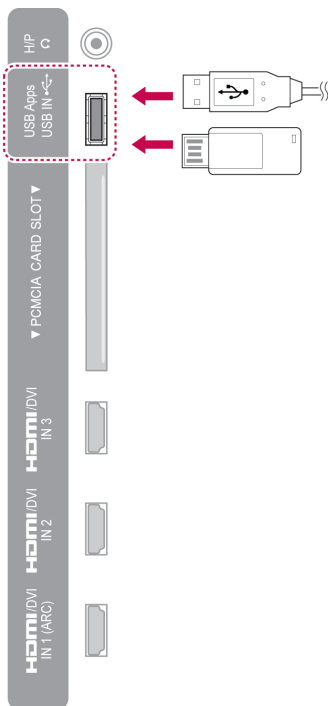 H/P
USB Apps
USB IN
▼ PCMCIA CARD SLOT ▼
HDMI/DVI
IN 3
HDMI/DVI
IN 2
HDMI/DVI
IN 1 (ARC)